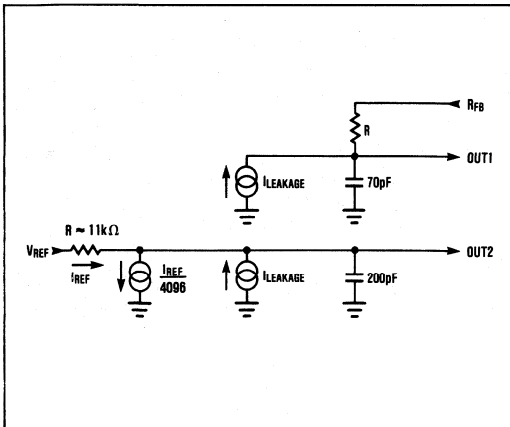 RFB
R
OUT1
ILEAKAGE
70pF
R ~ 11kΩ
VREF
IREF
IREF
4096
ILEAKAGE
200pF
OUT2